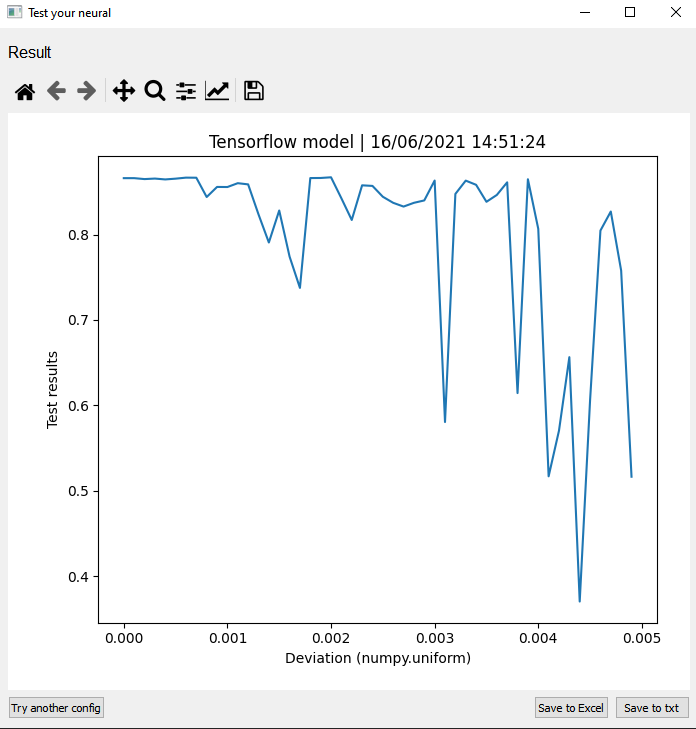 Test your neural
Result
Tensorflow model | 16/06/2021 14:51:24
0.8
0.7
0.6
0.5
0.4
Test results
0.000 0.001 0.002 0.003 0.004 0.005
Deviation (numpy.uniform)
Try another config Save to Excel Save to txt